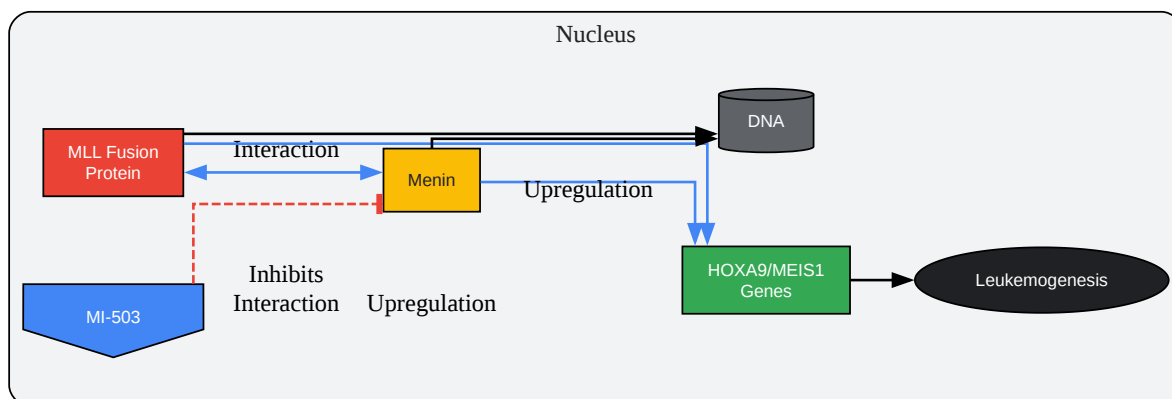 Nucleus
DNA
MLL Fusion
Protein
Interaction
Menin
Upregulation
HOXA9/MEIS1
Genes
Leukemogenesis
Inhibits
Interaction
Upregulation
MI-503